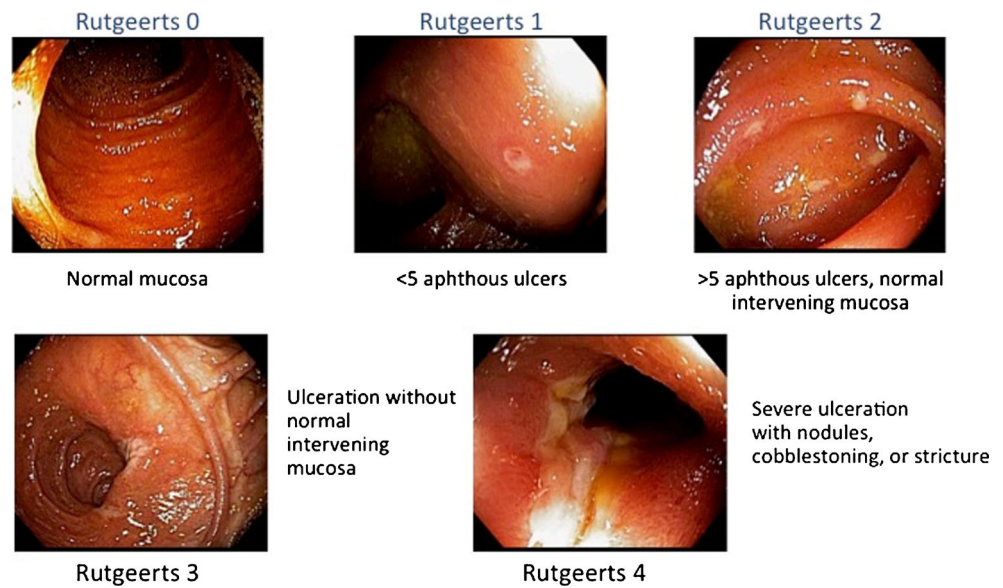 Rutgeerts 0
Rutgeerts 1
Rutgeerts 2
Normal mucosa
<5 aphthous ulcers
>5 aphthous ulcers, normal
intervening mucosa
Ulceration without
normal
intervening
mucosa
Severe ulceration
with nodules,
cobblestoning, or stricture
Rutgeerts 3
Rutgeerts 4